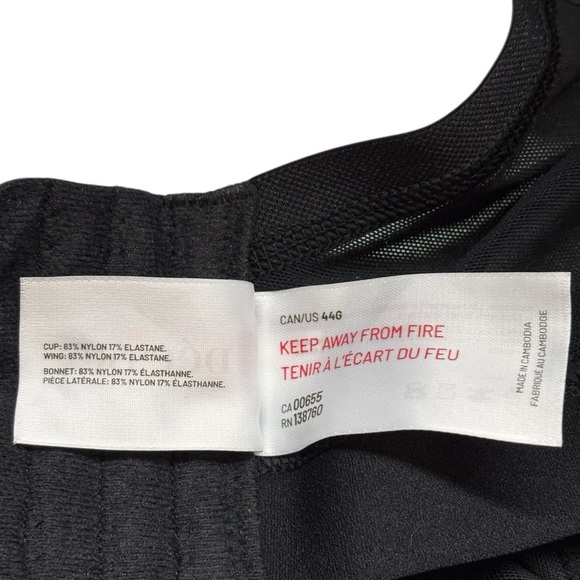 CUP: 83% NYLON 17% ELASTANE.
WING: 83% NYLON 17% ELASTANE.
BONNET: 83% NYLON 17% ÉLASTHANNE.
PIÈCE LATÉRALE: 83% NYLON 17% ÉLASTHANNE.
CAN/US 44G
KEEP AWAY FROM FIRE
TENIR À L'ÉCART DU FEU
CA 00655
RN 138760
MADE IN CAMBODIA
FABRIQUÉ AU CAMBODGE